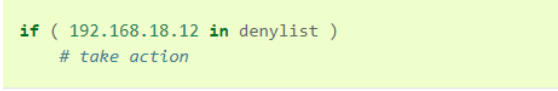 if ( 192.168.18.12 in denylist )
# take action